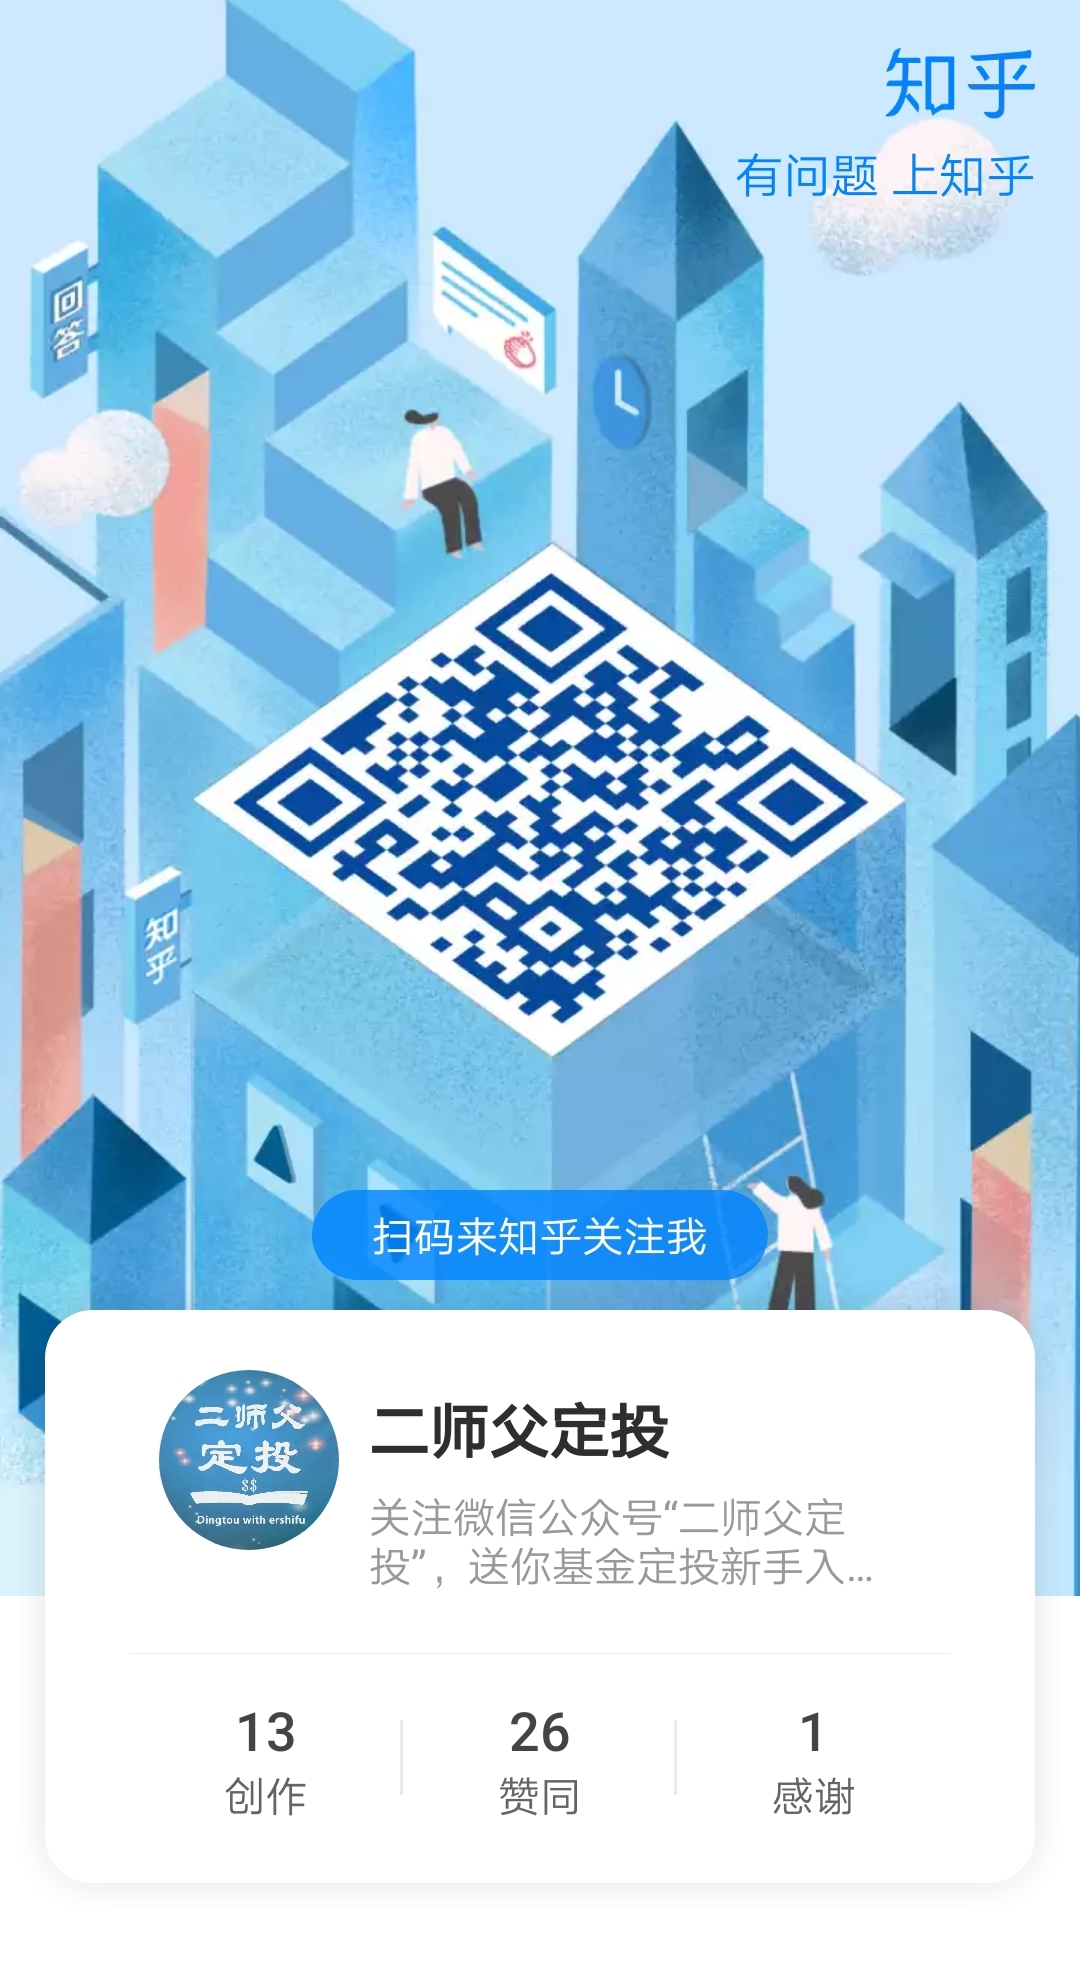 知乎
有问题 上知乎
回答
知乎
扫码来知乎关注我
二师父
定投
$$
Dingtou with ershifu
二师父定投
关注微信公众号“二师父定
投”，送你基金定投新手入...
13
创作
26
赞同
1
感谢